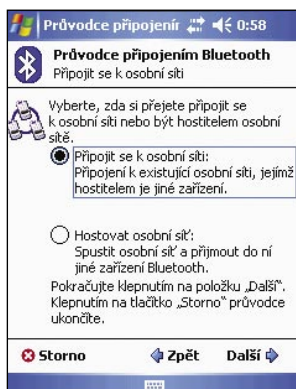 Průvodce připojenír 0:58
Průvodce připojením Bluetooth
Připojit se k osobní síti
Vyberte, zda si přejete připojit se
k osobní síti nebo být hostitelem osobní
sítě.
Připojit se k osobní síti:
Připojení k existující osobní síti, jejímž
hostitelem je jiné zařízení.
Hostovat osobní síť:
Spustit osobní síť a přijmout do ní
jiné zařízení Bluetooth.
Pokračujte klepnutím na položku „Další“.
Klepnutím na tlačítko „Storno“ průvodce
ukončíte.
Storno Zpět Další